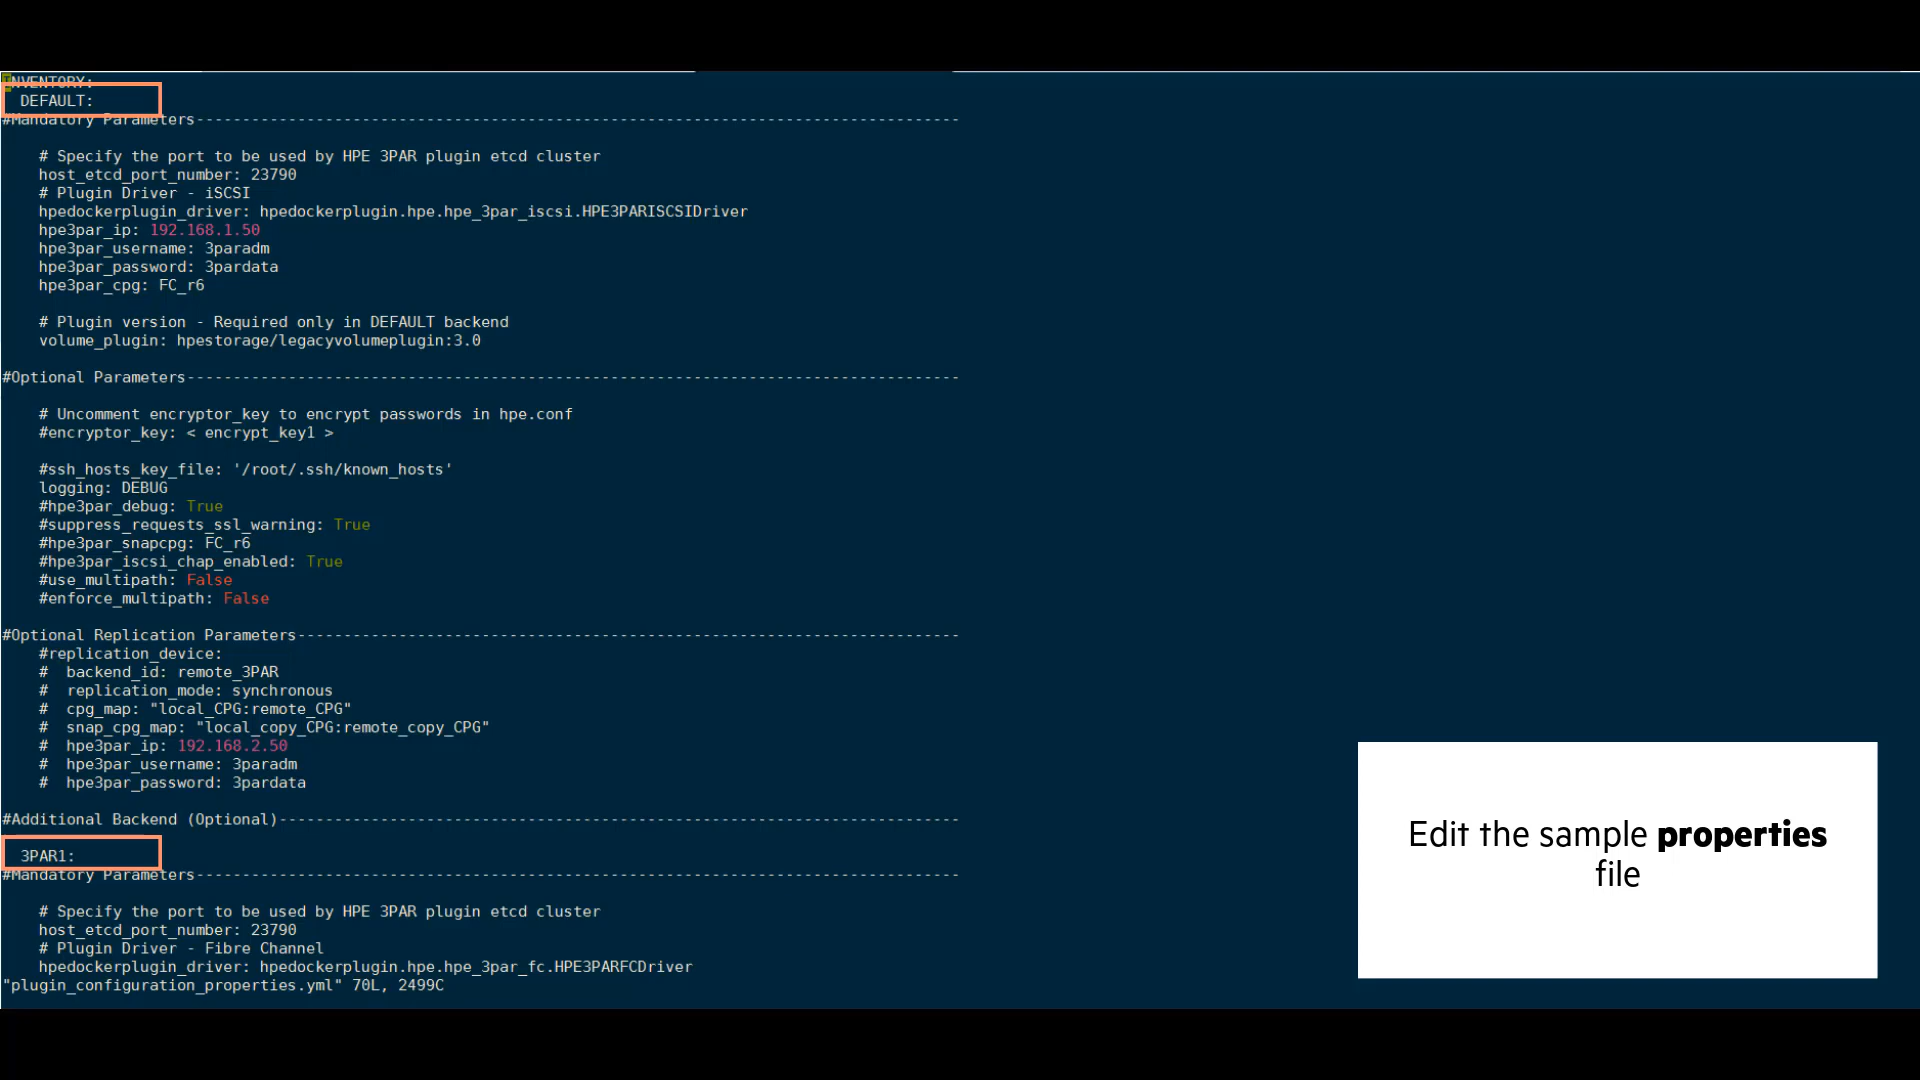 INVENTORY:
DEFAULT:
#Mandatory Parameters-----------------------------------------------------------------------------------
# Specify the port to be used by HPE 3PAR plugin etcd cluster
host_etcd_port_number: 23790
# Plugin Driver - iSCSI
hpedockerplugin_driver: hpedockerplugin.hpe.hpe_3par_iscsi.HPE3PARISCSIDriver
hpe3par_ip: 192.168.1.50
hpe3par_username: 3paradm
hpe3par_password: 3pardata
hpe3par_cpg: FC_r6
# Plugin version - Required only in DEFAULT backend
volume_plugin: hpestorage/legacyvolumeplugin:3.0
#Optional Parameters------------------------------------------------------------------------------------
# Uncomment encryptor_key to encrypt passwords in hpe.conf
#encryptor_key: < encrypt_key1 >
#ssh_hosts_key_file: '/root/.ssh/known_hosts'
logging: DEBUG
#hpe3par_debug: True
#suppress_requests_ssl_warning: True
#hpe3par_snapcpg: FC_r6
#hpe3par_iscsi_chap_enabled: True
#use_multipath: False
#enforce_multipath: False
#Optional Replication Parameters------------------------------------------------------------------------
#replication_device:
#  backend_id: remote_3PAR
#  replication_mode: synchronous
#  cpg_map: "local_CPG:remote_CPG"
#  snap_cpg_map: "local_copy_CPG:remote_copy_CPG"
#  hpe3par_ip: 192.168.2.50
#  hpe3par_username: 3paradm
#  hpe3par_password: 3pardata
#Additional Backend (Optional)--------------------------------------------------------------------------
3PAR1:
#Mandatory Parameters-----------------------------------------------------------------------------------
# Specify the port to be used by HPE 3PAR plugin etcd cluster
host_etcd_port_number: 23790
# Plugin Driver - Fibre Channel
hpedockerplugin_driver: hpedockerplugin.hpe.hpe_3par_fc.HPE3PARFCDriver
"plugin_configuration_properties.yml" 70L, 2499C
Edit the sample properties
file